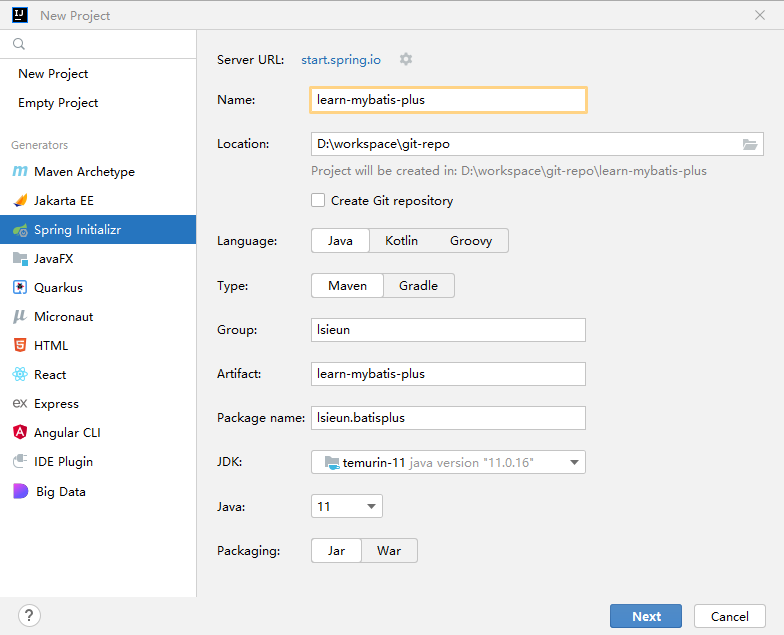 New Project
New Project
Empty Project
Generators
Maven Archetype
Jakarta EE
Spring Initializr
JavaFX
Quarkus
Micronaut
HTML
React
Express
Angular CLI
IDE Plugin
Big Data
Server URL: start.spring.io
Name: learn-mybatis-plus
Location: D:\workspace\git-repo
Project will be created in: D:\workspace\git-repo\learn-mybatis-plus
Create Git repository
Language: Java Kotlin Groovy
Type: Maven Gradle
Group: lsieun
Artifact: learn-mybatis-plus
Package name: lsieun.batisplus
JDK: temurin-11 java version "11.0.16"
Java: 11
Packaging: Jar War
? Next Cancel